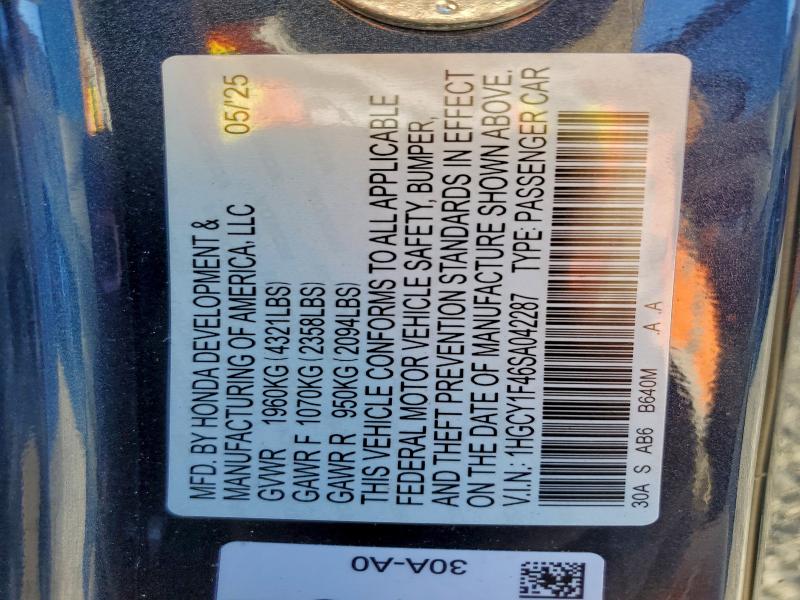 MFD. BY HONDA DEVELOPMENT &
MANUFACTURING OF AMERICA, LLC 05/'25
GVWR 1960KG (4321LBS)
GAWR F 1070KG (2358LBS)
GAWR R 950KG (2094LBS)
THIS VEHICLE CONFORMS TO ALL APPLICABLE
FEDERAL MOTOR VEHICLE SAFETY, BUMPER,
AND THEFT PREVENTION STANDARDS IN EFFECT
ON THE DATE OF MANUFACTURE SHOWN ABOVE.
V.I.N.: 1HGCY1F46SA042287 TYPE: PASSENGER CAR
30A S AB6 B640M .A .A
30A-A0